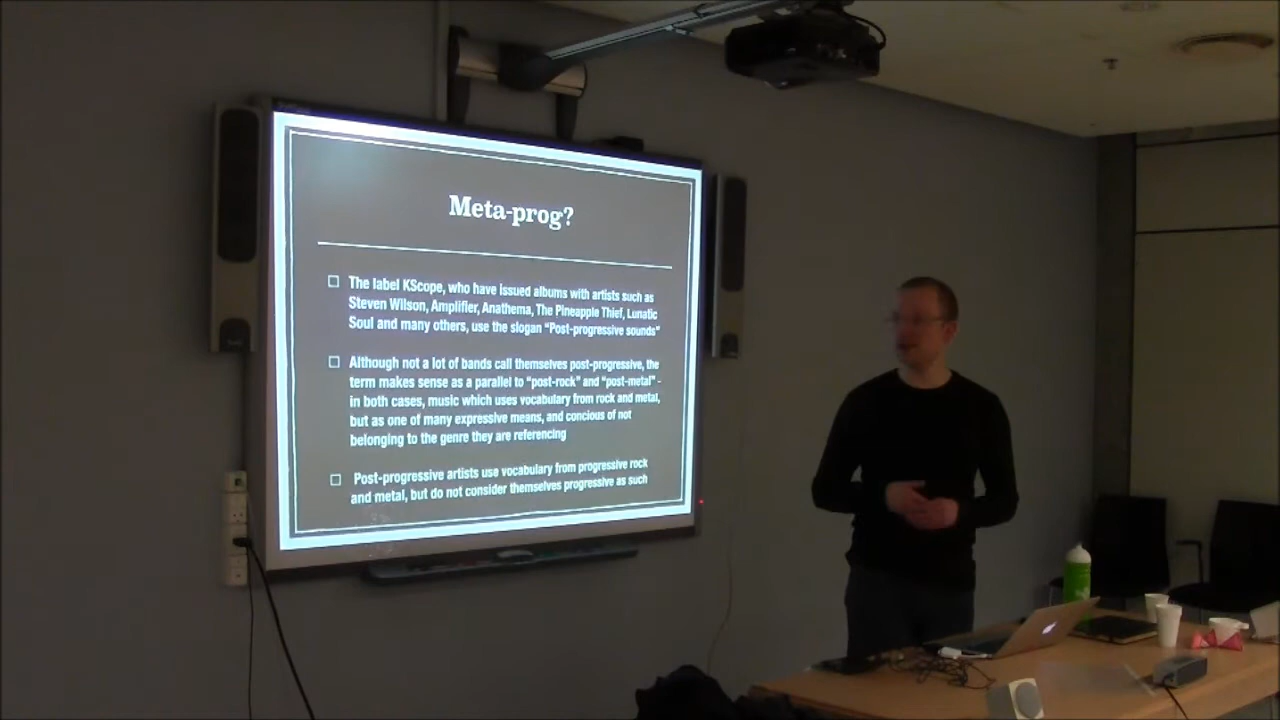 Meta-prog?
The label KScope, who have issued albums with artists such as
Steven Wilson, Amplifier, Anathema, The Pineapple Thief, Lunatic
Soul and many others, use the slogan "Post-progressive sounds"
Although not a lot of bands call themselves post-progressive, the
term makes sense as a parallel to "post-rock" and "post-metal" -
in both cases, music which uses vocabulary from rock and metal,
but as one of many expressive means, and concious of not
belonging to the genre they are referencing
Post-progressive artists use vocabulary from progressive rock
and metal, but do not consider themselves progressive as such